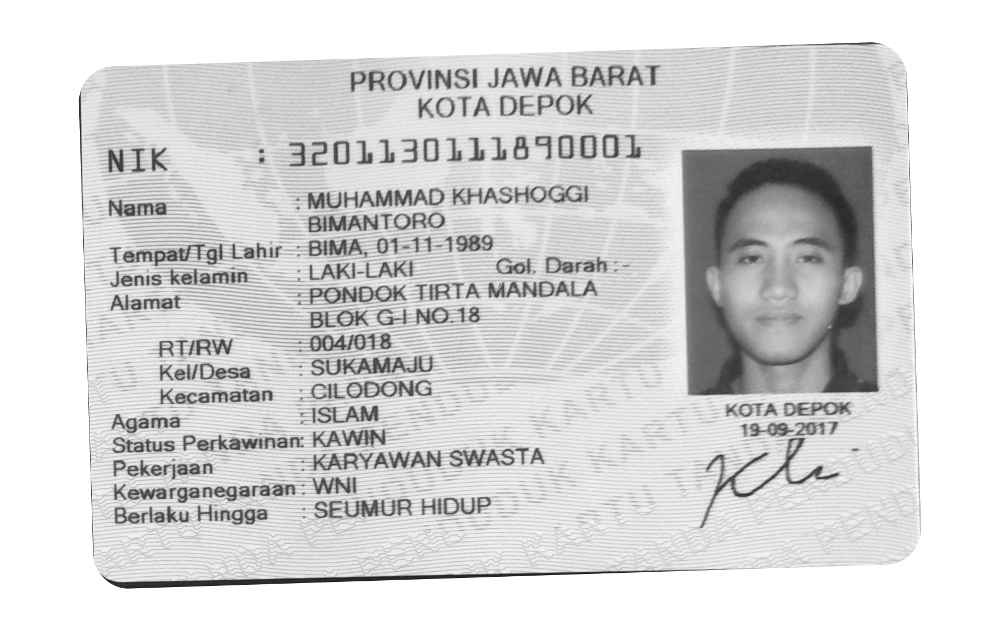 PROVINSI JAWA BARAT
KOTA DEPOK
NIK : 3201130111890001
Nama : MUHAMMAD KHASHOGGI
BIMANTORO
Tempat/Tgl Lahir : BIMA, 01-11-1989
Jenis kelamin : LAKI-LAKI Gol. Darah : -
Alamat : PONDOK TIRTA MANDALA
BLOK G-I NO.18
RT/RW : 004/018
Kel/Desa : SUKAMAJU
Kecamatan : CILODONG
Agama : ISLAM
Status Perkawinan: KAWIN
Pekerjaan : KARYAWAN SWASTA
Kewarganegaraan : WNI
Berlaku Hingga : SEUMUR HIDUP
KOTA DEPOK
19-09-2017